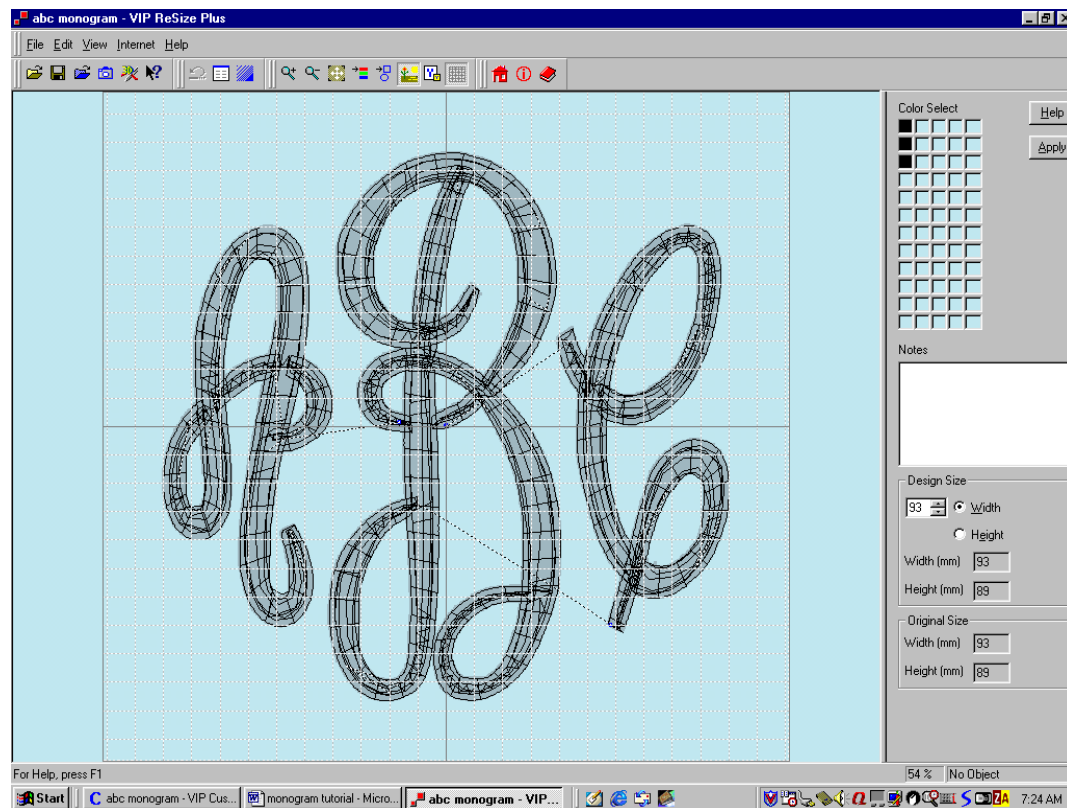 abc monogram - VIP ReSize Plus
File Edit View Internet Help
Color Select
Help
Apply
Notes
Design Size
93 Width
Height
Width (mm) 93
Height (mm) 89
Original Size
Width (mm) 93
Height (mm) 89
For Help, press F1
54 % No Object
Start abc monogram - VIP Cus... monogram tutorial - Micro... abc monogram - VIP... 7:24 AM